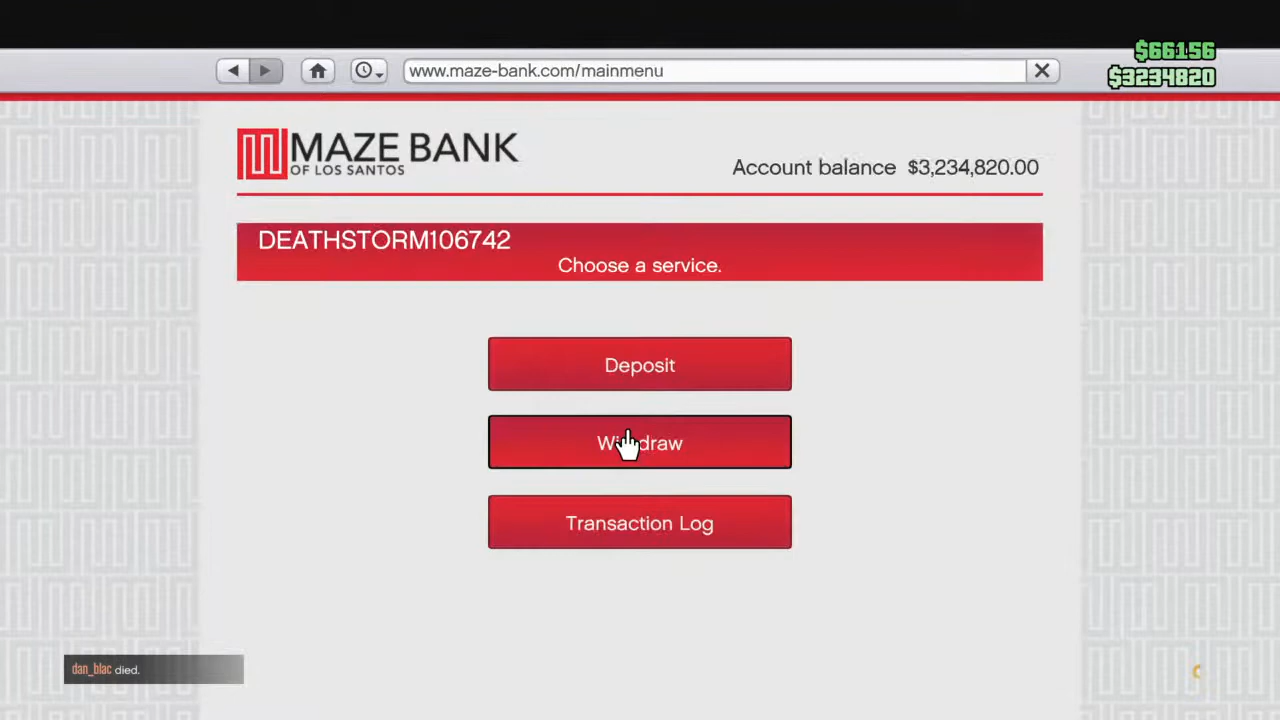 $66156
www.maze-bank.com/mainmenu
$3234820
MAZE BANK
OF LOS SANTOS
Account balance $3,234,820.00
DEATHSTORM106742
Choose a service.
Deposit
Withdraw
Transaction Log
dan_blac died.